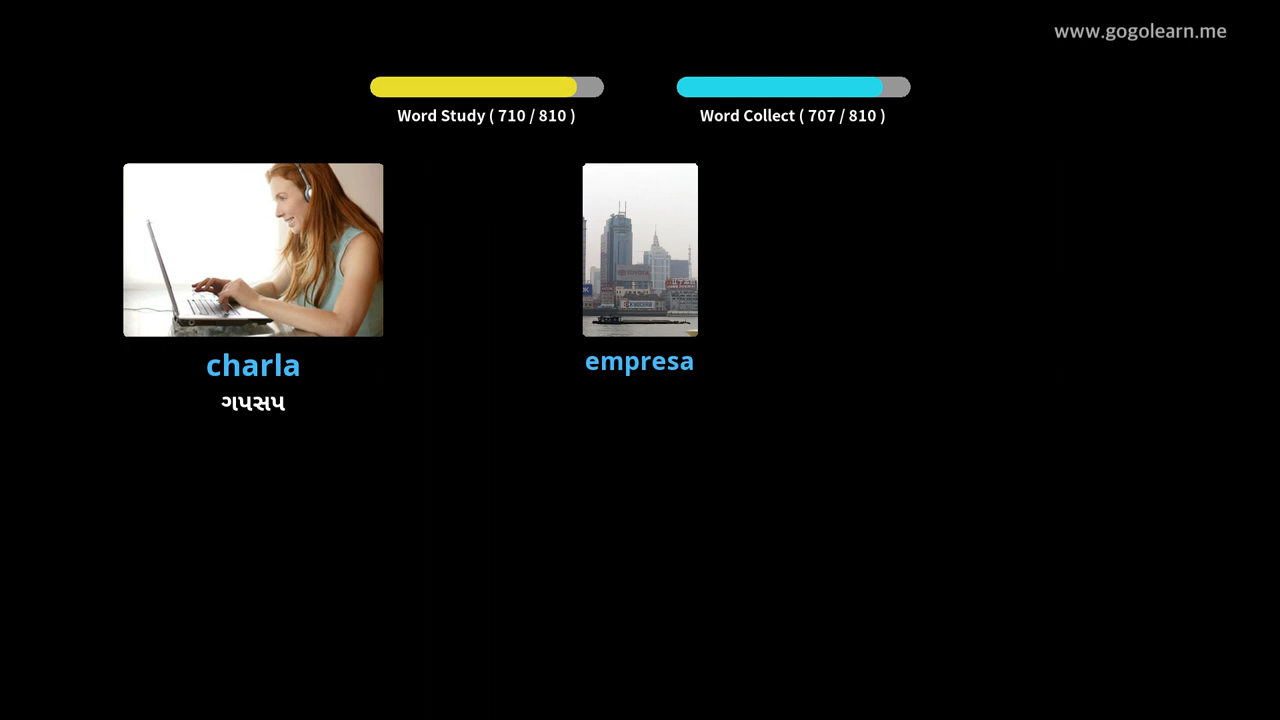 www.gogolearn.me
Word Study ( 710 / 810 )
Word Collect ( 707 / 810 )
charla
ગપસપ
empresa